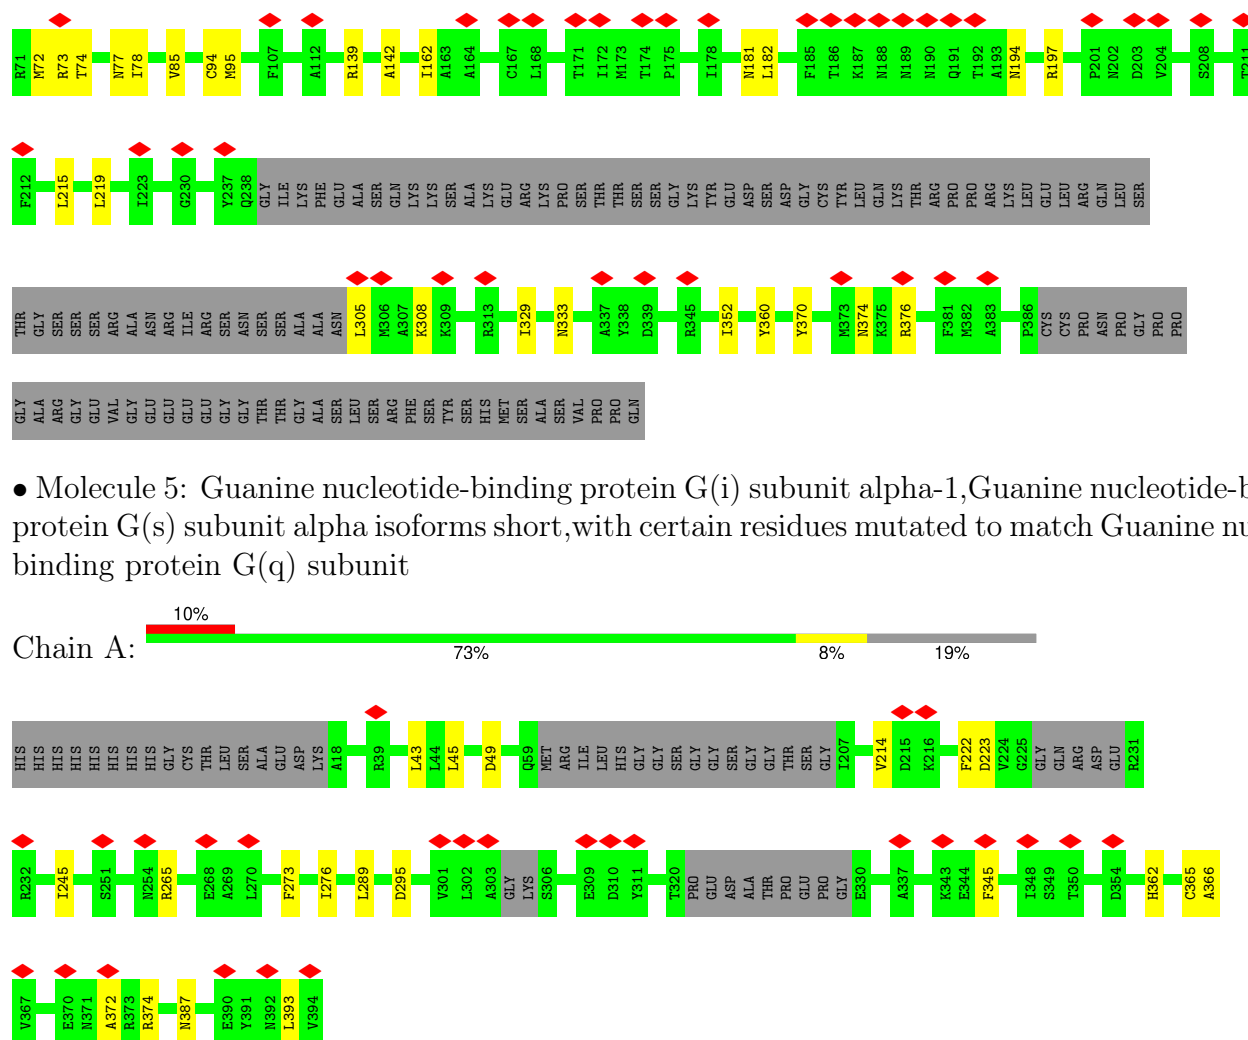 R71 M72 R73 T74 N77 I78 V85 C94 M95 F107 A112 R139 A142 I162 A163 A164 C167 L168 T171 I172 M173 T174 P175 I178 N181 L182 F185 T186 K187 N188 N189 N190 Q191 T192 A193 N194 R197 P201 N202 D203 V204 S208 T211
F212 L215 L219 I223 G230 Y237 Q238 GLY ILE LYS PHE GLU ALA SER GLN LYS LYS SER ALA LYS GLU ARG LYS PRO SER THR THR SER SER GLY LYS TYR GLU ASP SER ASP GLY CYS TYR LEU GLN LYS THR ARG PRO PRO ARG LYS LEU GLU LEU ARG GLN LEU SER
THR GLY SER SER SER ARG ALA ASN ARG ILE ARG SER ASN SER SER ALA ALA ASN L305 M306 A307 K308 K309 R313 I329 N333 A337 Y338 D339 R345 I352 Y360 Y370 M373 N374 K375 R376 F381 M382 A383 P386 CYS CYS PRO ASN PRO GLY PRO PRO
GLY ALA ARG GLY GLU VAL GLY GLU GLU GLU GLU GLY GLY THR THR GLY ALA SER LEU SER ARG PHE SER TYR SER HIS MET SER ALA SER VAL PRO PRO GLN
• Molecule 5: Guanine nucleotide-binding protein G(i) subunit alpha-1,Guanine nucleotide-b
protein G(s) subunit alpha isoforms short,with certain residues mutated to match Guanine nu
binding protein G(q) subunit
10%
Chain A:
73% 8% 19%
HIS HIS HIS HIS HIS HIS HIS HIS GLY CYS THR LEU SER ALA GLU ASP LYS A18 R39 L43 L44 L45 D49 Q59 MET ARG ILE LEU HIS GLY GLY SER GLY GLY SER GLY GLY THR SER GLY I207 V214 D215 K216 F222 D223 V224 G225 GLY GLN ARG ASP GLU R231
R232 I245 S251 N254 R265 E268 A269 L270 F273 I276 L289 D295 V301 L302 A303 GLY LYS S306 E309 D310 Y311 T320 PRO GLU ASP ALA THR PRO GLU PRO GLY E330 A337 K343 E344 F345 I348 S349 T350 D354 H362 C365 A366
V367 E370 N371 A372 R373 R374 N387 E390 Y391 N392 L393 V394